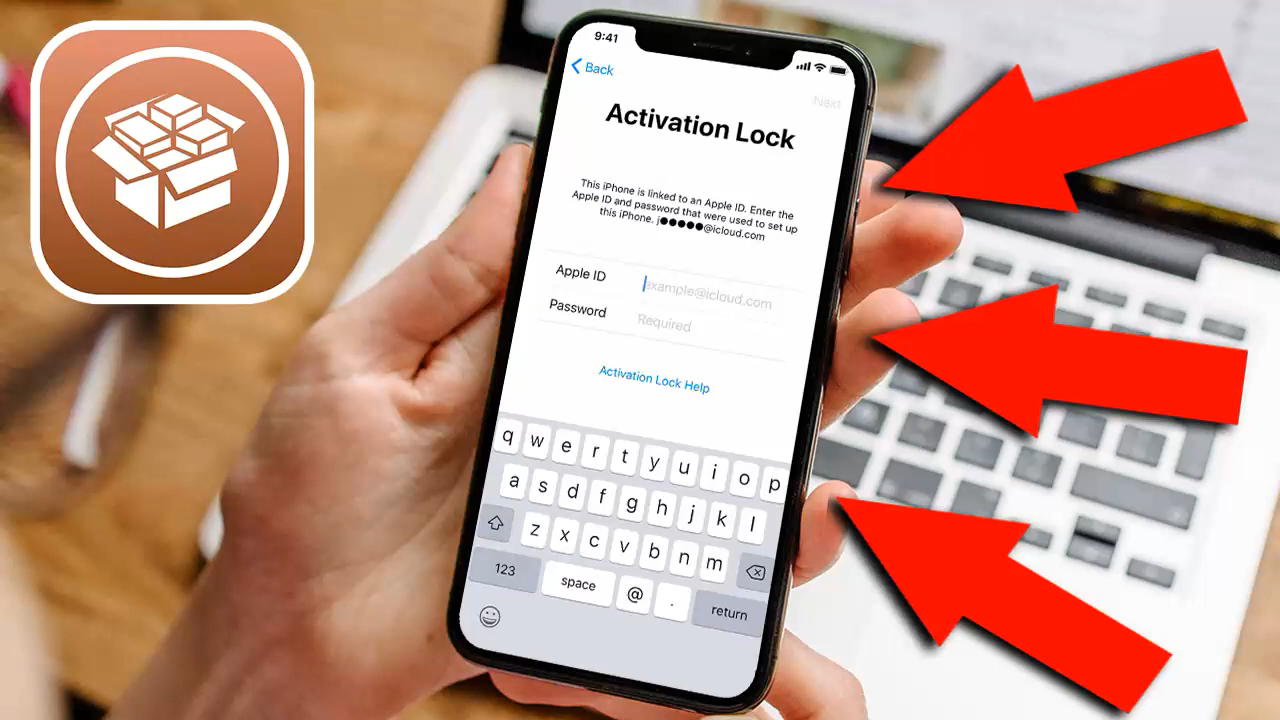 9:41
Back
Next
Activation Lock
This iPhone is linked to an Apple ID. Enter the
Apple ID and password that were used to set up
this iPhone. j●●●●●@icloud.com
Apple ID example@icloud.com
Password Required
Activation Lock Help
q w e r t y u i o p
a s d f g h j k l
z x c v b n m
123 space @ . return